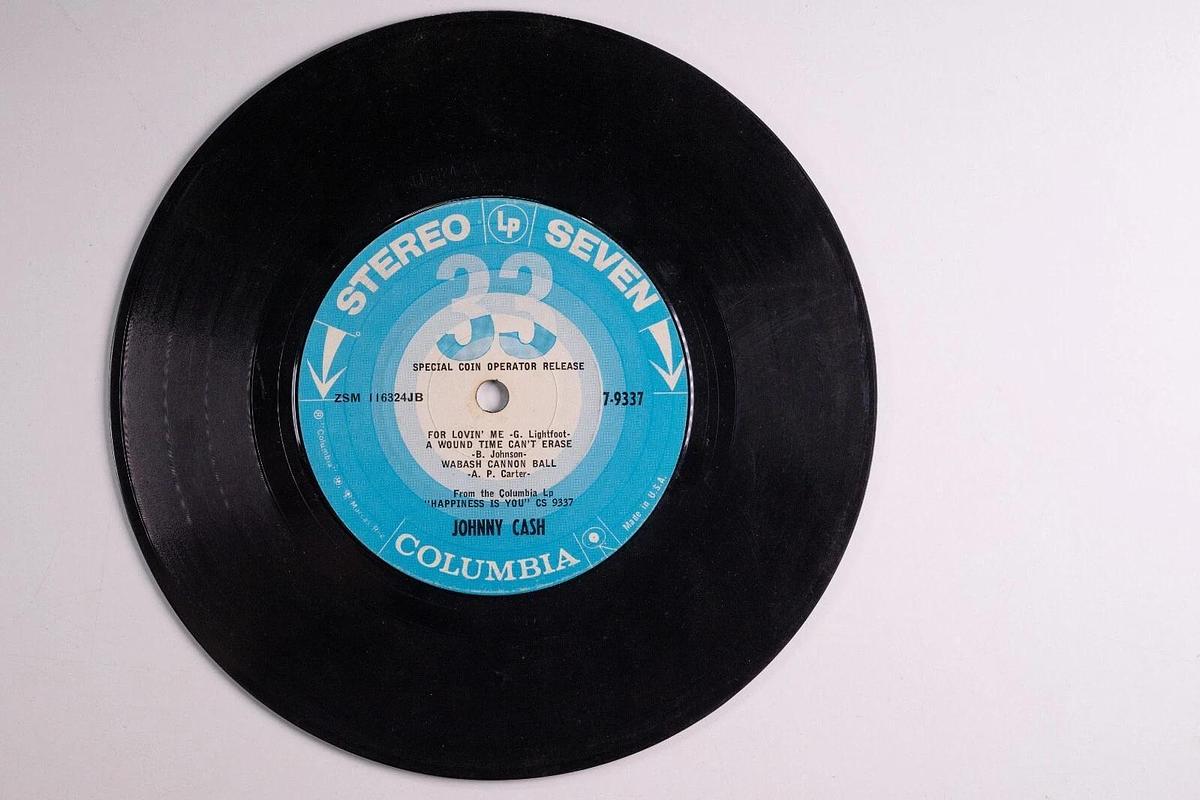 STEREO Lp SEVEN
33
SPECIAL COIN OPERATOR RELEASE
ZSM 116324JB 7-9337
FOR LOVIN' ME -G. Lightfoot-
A WOUND TIME CAN'T ERASE
-B. Johnson-
WABASH CANNON BALL
-A. P. Carter-
From the Columbia Lp
"HAPPINESS IS YOU" CS 9337
JOHNNY CASH
COLUMBIA
® "Columbia",
Made in U.S.A.